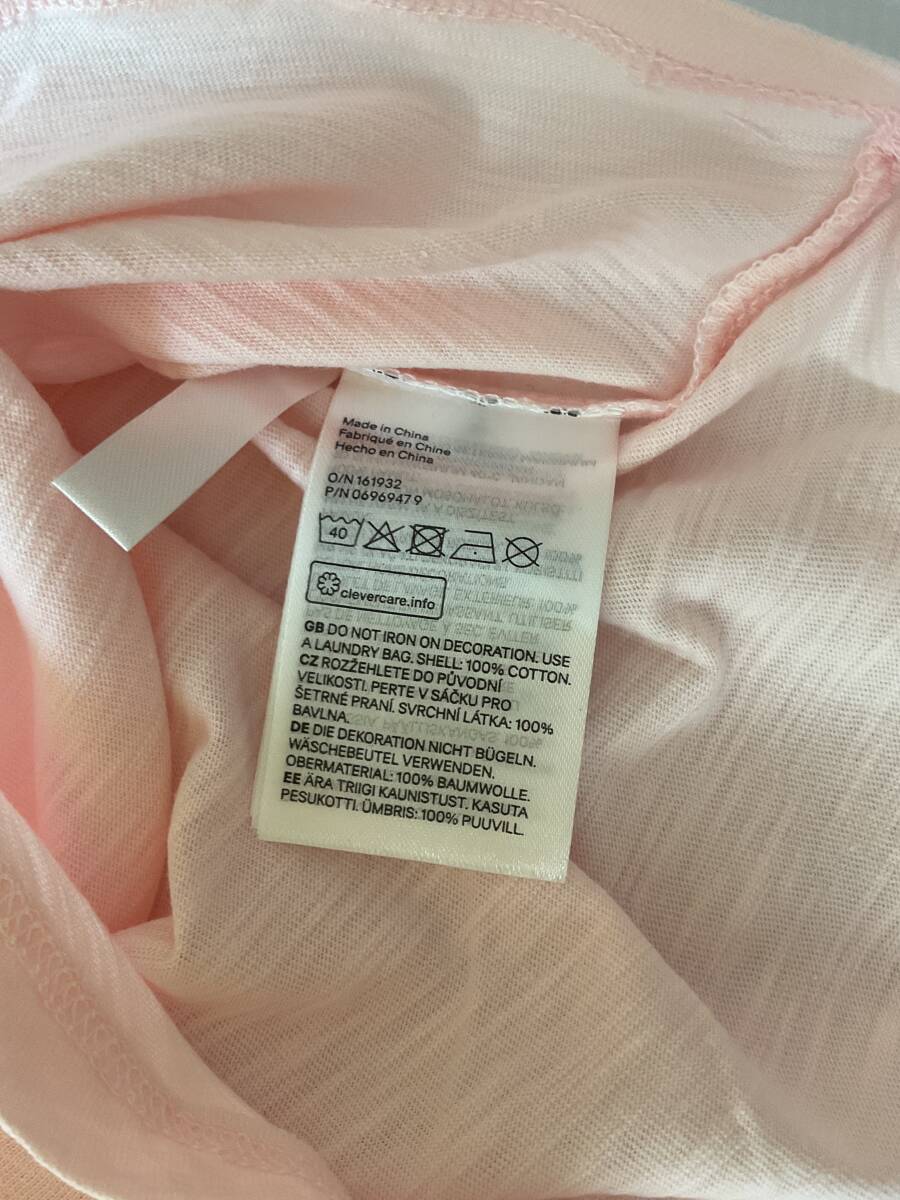 Made in China
Fabriqué en Chine
Hecho en China
O/N 161932
P/N 0696947 9
40
clevercare.info
GB DO NOT IRON ON DECORATION. USE
A LAUNDRY BAG. SHELL: 100% COTTON.
CZ ROZŽEHLETE DO PŮVODNÍ
VELIKOSTI. PERTE V SÁČKU PRO
ŠETRNÉ PRANÍ. SVRCHNÍ LÁTKA: 100%
BAVLNA.
DE DIE DEKORATION NICHT BÜGELN.
WÄSCHEBEUTEL VERWENDEN.
OBERMATERIAL: 100% BAUMWOLLE.
EE ÄRA TRIIGI KAUNISTUST. KASUTA
PESUKOTTI. ÜMBRIS: 100% PUUVILL.